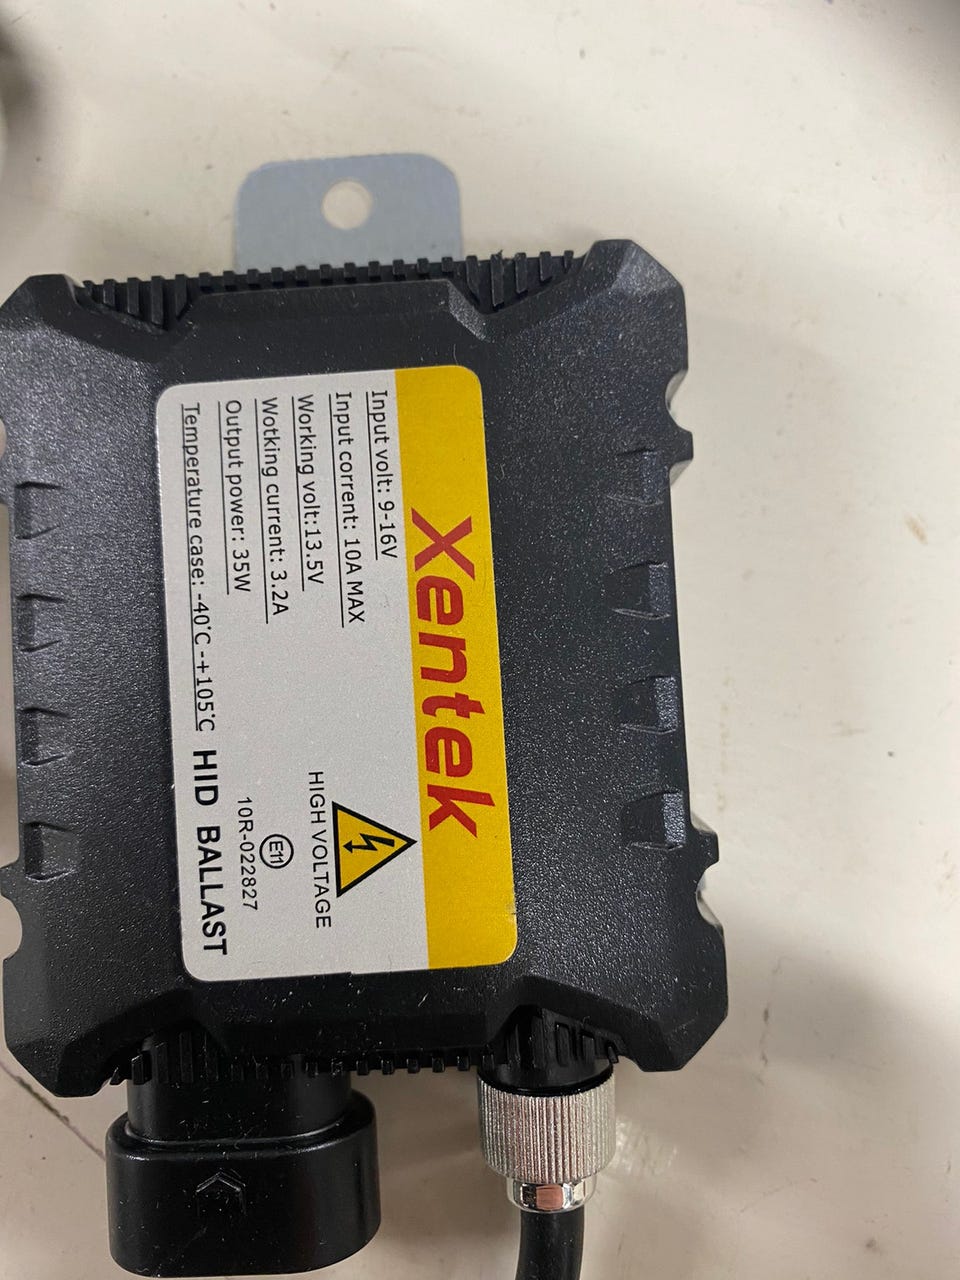 Xentek
Input volt: 9-16V
Input corrent: 10A MAX
Working volt:13.5V
Wotking current: 3.2A
Output power: 35W
Temperature case: -40°C -+105°C
HIGH VOLTAGE
E11
10R-022827
HID BALLAST